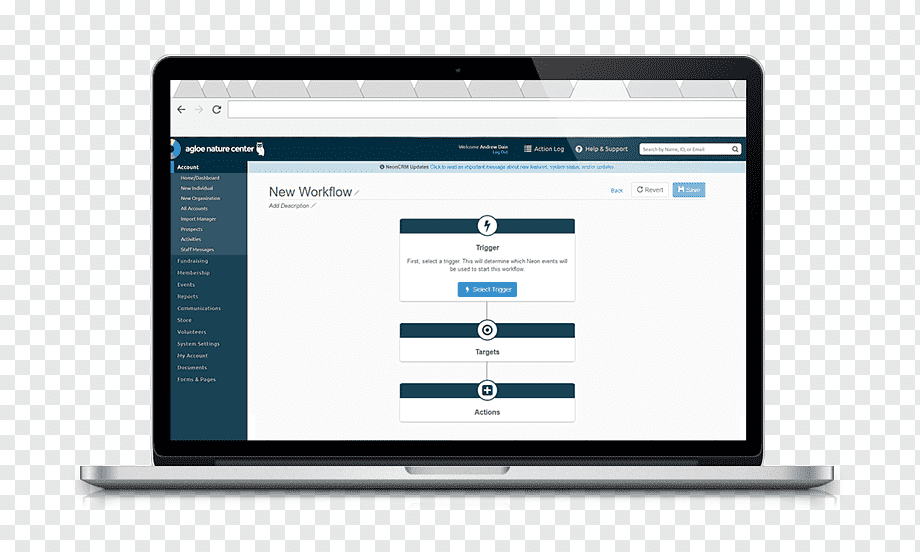 agloe nature center
Welcome Andrew Dain
Log Out
Action Log
Help & Support
Search by Name, ID, or Email
NeonCRM Updates Click to read an important message about new features, system status, and/or updates.
Account
Home/Dashboard
New Individual
New Organization
All Accounts
Import Manager
Prospects
Activities
Staff Messages
Fundraising
Membership
Events
Reports
Communications
Store
Volunteers
System Settings
My Account
Documents
Forms & Pages
New Workflow
Add Description
Back
Revert
Save
Trigger
First, select a trigger. This will determine which Neon events will
be used to start this workflow.
Select Trigger
Targets
Actions